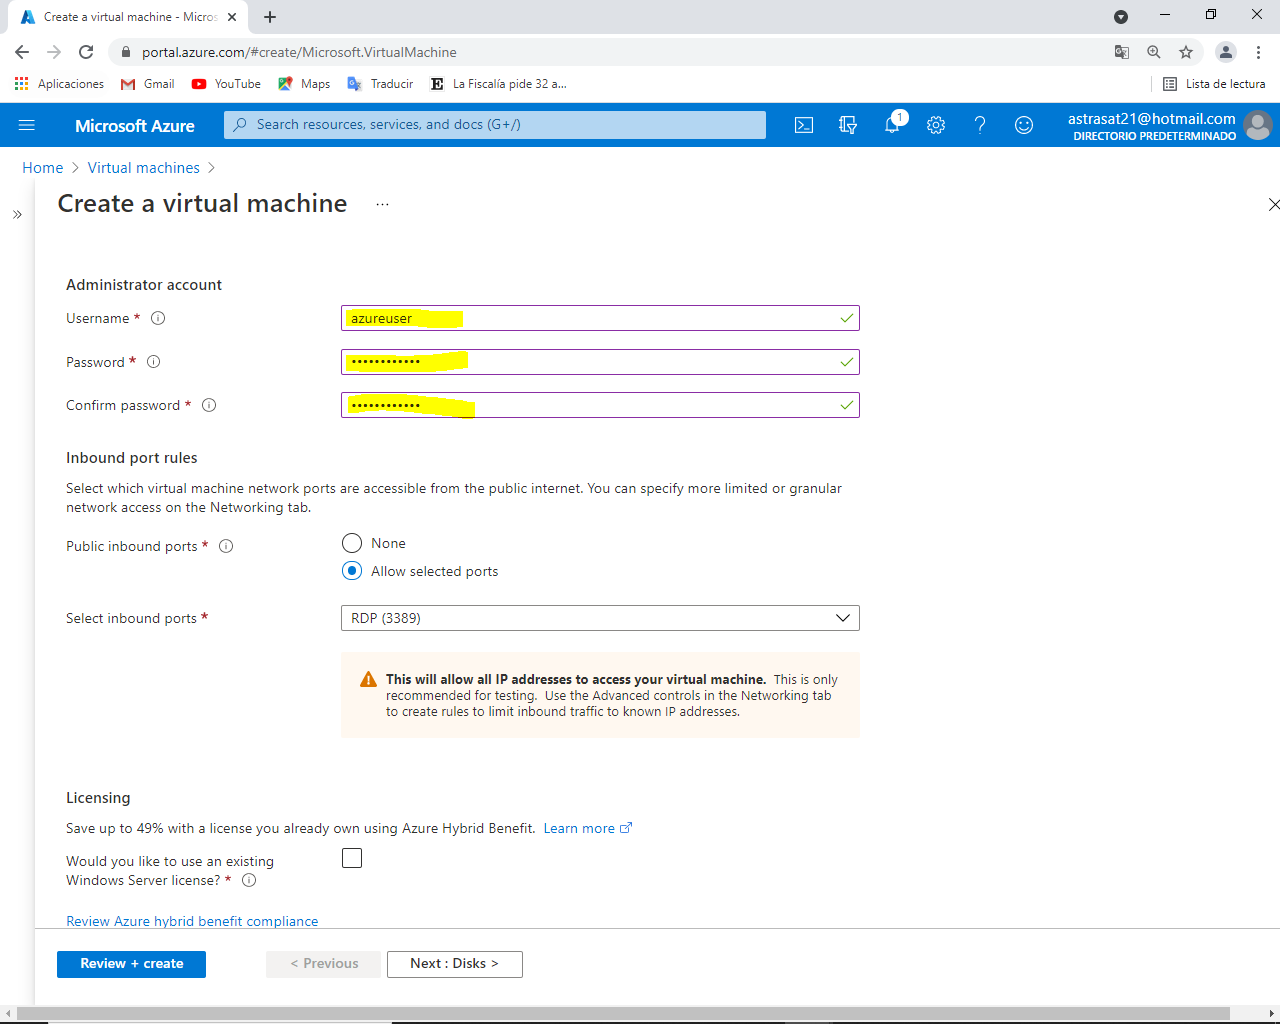 Create a virtual machine - Micros
portal.azure.com/#create/Microsoft.VirtualMachine
Aplicaciones Gmail YouTube Maps Traducir La Fiscalía pide 32 a... Lista de lectura
Microsoft Azure Search resources, services, and docs (G+/) 1 astrasat21@hotmail.com
DIRECTORIO PREDETERMINADO
Home > Virtual machines >
Create a virtual machine ...
Administrator account
Username * azureuser
Password * ••••••••••••
Confirm password * ••••••••••••
Inbound port rules
Select which virtual machine network ports are accessible from the public internet. You can specify more limited or granular
network access on the Networking tab.
Public inbound ports * None
Allow selected ports
Select inbound ports * RDP (3389)
This will allow all IP addresses to access your virtual machine. This is only
recommended for testing. Use the Advanced controls in the Networking tab
to create rules to limit inbound traffic to known IP addresses.
Licensing
Save up to 49% with a license you already own using Azure Hybrid Benefit. Learn more
Would you like to use an existing
Windows Server license? *
Review Azure hybrid benefit compliance
Review + create < Previous Next : Disks >